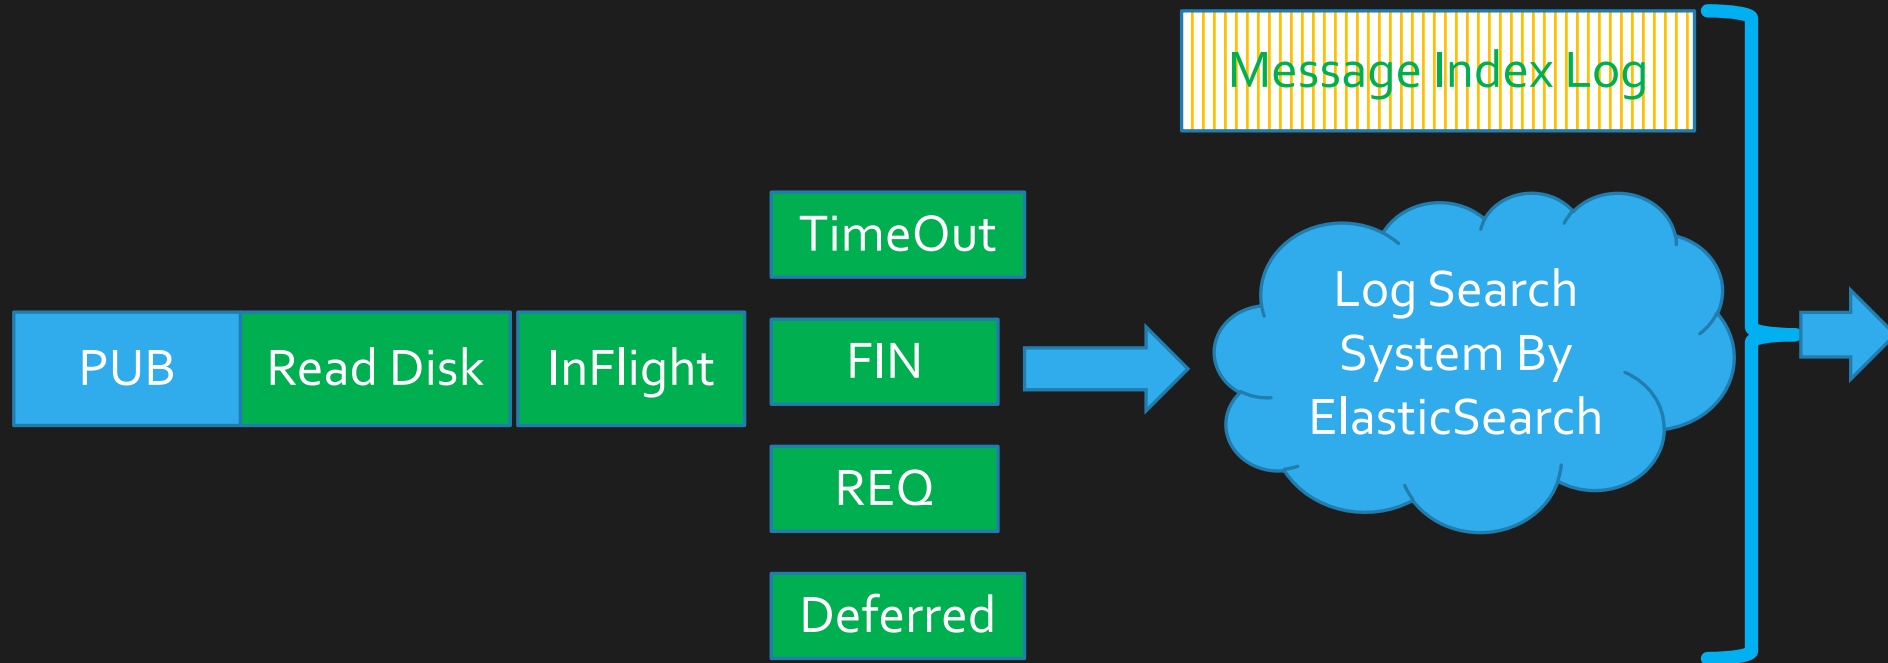 Message Index Log
TimeOut
PUB
Read Disk
InFlight
FIN
REQ
Deferred
Log Search
System By
ElasticSearch